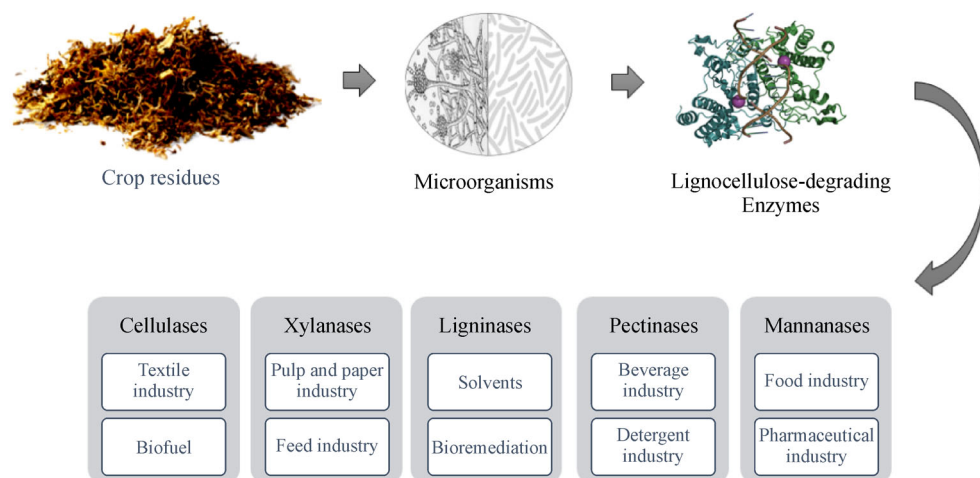 Crop residues
Microorganisms
Lignocellulose-degrading
Enzymes
Cellulases
Textile
industry
Biofuel
Xylanases
Pulp and paper
industry
Feed industry
Ligninases
Solvents
Bioremediation
Pectinases
Beverage
industry
Detergent
industry
Mannanases
Food industry
Pharmaceutical
industry